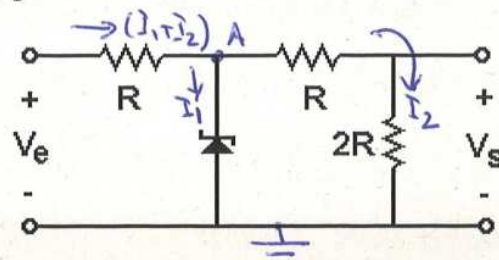 (I₁+I₂) A
R R
I₁ I₂
+ +
Ve 2R Vs
- -